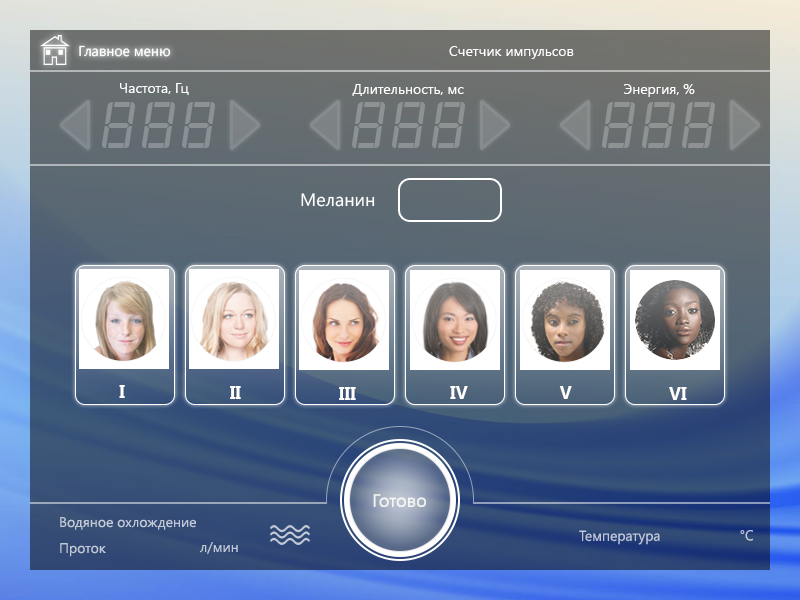 Главное меню
Счетчик импульсов
Частота, Гц
Длительность, мс
Энергия, %
888
888
888
Меланин
I
II
III
IV
V
VI
Готово
Водяное охлождение
Проток
л/мин
Температура
°C